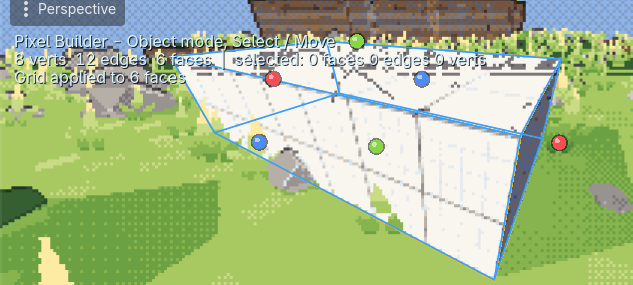 Perspective
Pixel Builder - Object mode, Select / Move
8 verts 12 edges 6 faces selected: 0 faces 0 edges 0 verts
Grid applied to 6 faces